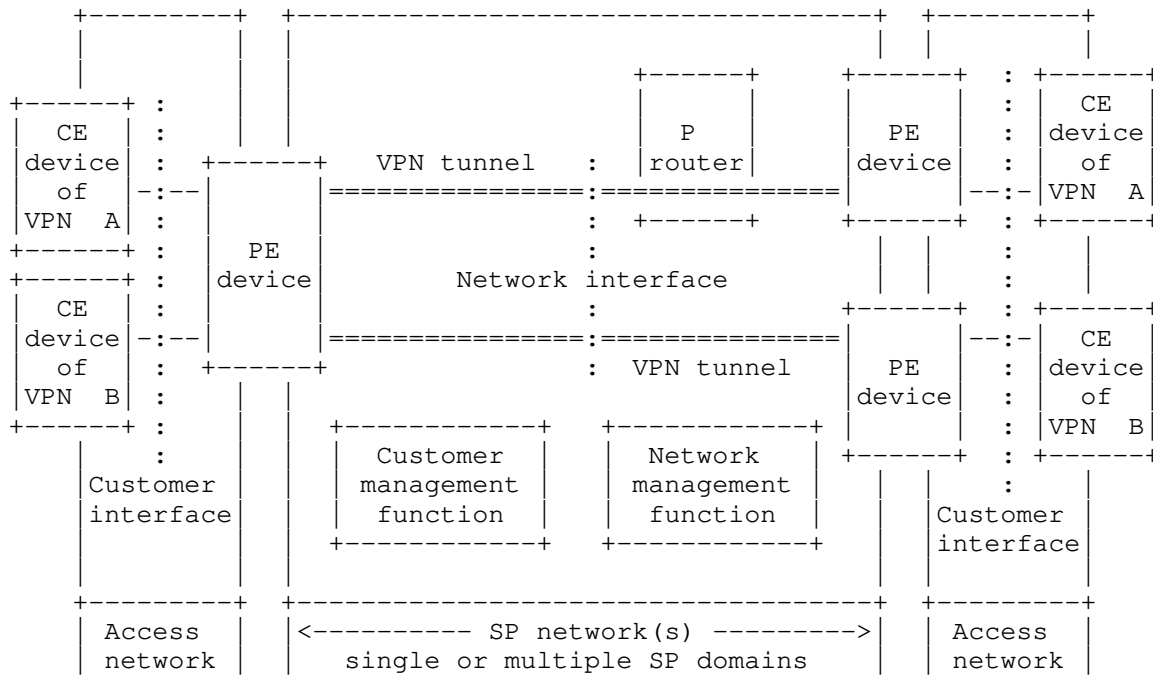 CE
device
of
VPN A
CE
device
of
VPN B
Customer
interface
PE
device
VPN tunnel
Network interface
VPN tunnel
P
router
Customer
management
function
Network
management
function
PE
device
PE
device
CE
device
of
VPN A
CE
device
of
VPN B
Customer
interface
Access
network
<---------- SP network(s) --------->
single or multiple SP domains
Access
network